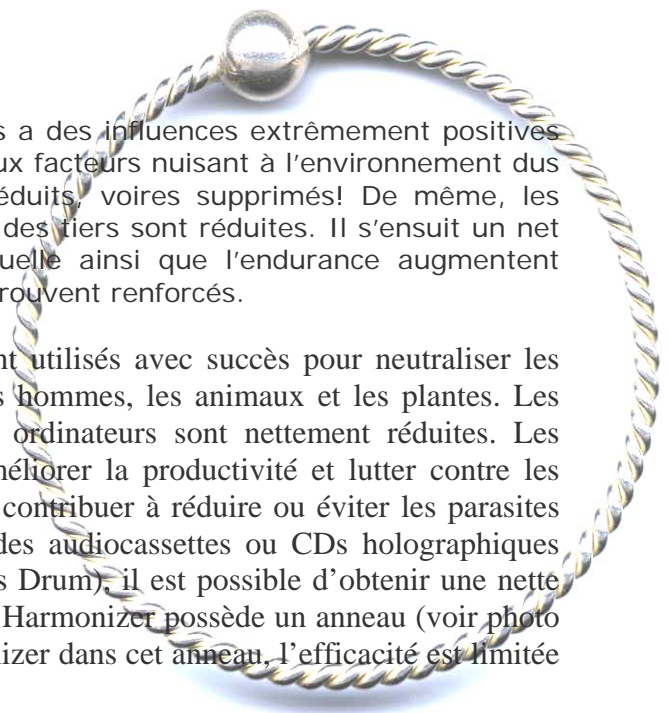 s a des influences extrêmement positives
ux facteurs nuisant à l'environnement dus
éduits, voires supprimés! De même, les
des tiers sont réduites. Il s'ensuit un net
uelle ainsi que l'endurance augmentent
rouvent renforcés.
nt utilisés avec succès pour neutraliser les
s hommes, les animaux et les plantes. Les
ordinateurs sont nettement réduites. Les
méliorer la productivité et lutter contre les
contribuer à réduire ou éviter les parasites
des audiocassettes ou CDs holographiques
s Drum), il est possible d'obtenir une nette
Harmonizer possède un anneau (voir photo
nizer dans cet anneau, l'efficacité est limitée